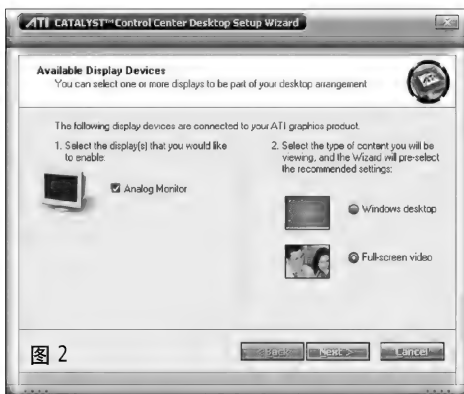 ATI CATALYST™ Control Center Desktop Setup Wizard
Available Display Devices
You can select one or more displays to be part of your desktop arrangement
ATI
The following display devices are connected to your ATI graphics product.
1. Select the display(s) that you would like
to enable:
Analog Monitor
2. Select the type of content you will be
viewing, and the Wizard will pre-select
the recommended settings:
Windows desktop
Full-screen video
图 2
<Back
Next >
Cancel